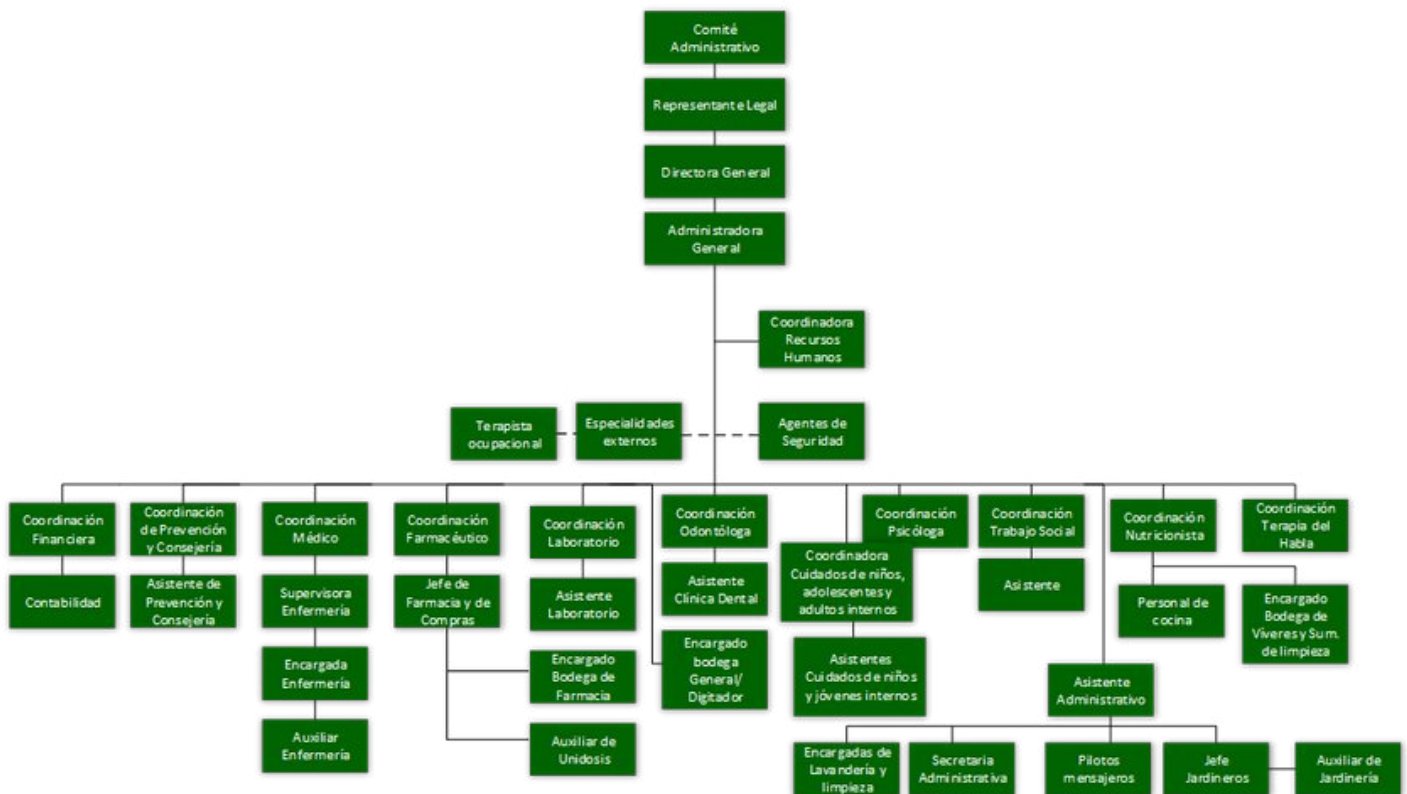 Comité
Administrativo
Representante Legal
Directora General
Administradora
General
Coordinadora
Recursos
Humanos
Terapista
ocupacional
Especialidades
externos
Agentes de
Seguridad
Coordinación
Financiera
Coordinación
de Prevención
y Consejería
Coordinación
Médico
Coordinación
Farmacéutico
Coordinación
Laboratorio
Coordinación
Odontóloga
Coordinadora
Cuidados de niños,
adolescentes y
adultos internos
Coordinación
Psicóloga
Coordinación
Trabajo Social
Coordinación
Nutricionista
Coordinación
Terapia del
Habla
Contabilidad
Asistente de
Prevención y
Consejería
Supervisora
Enfermería
Jefe de
Farmacia y de
Compras
Asistente
Laboratorio
Asistente
Clínica Dental
Asistente
Personal de
cocina
Encargado
Bodega de
Víveres y Sum.
de limpieza
Encargada
Enfermería
Encargado
Bodega de
Farmacia
Encargado
bodega
General/
Digitador
Asistentes
Cuidados de niños
y jóvenes internos
Asistente
Administrativo
Auxiliar
Enfermería
Auxiliar de
Unidosis
Encargadas de
Lavandería y
limpieza
Secretaria
Administrativa
Pilotos
mensajeros
Jefe
Jardineros
Auxiliar de
Jardinería